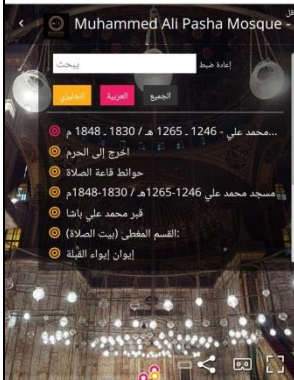 Muhammed Ali Pasha Mosque -
يبحث
إعادة ضبط
الجميع
العربية
إنجليزي
محمد علي - 1246 ـ 1265 هـ / 1830 ـ 1848 م...
اخرج إلى الحرم
حوائط قاعة الصلاة
مسجد محمد علي 1246-1265هـ / 1830-1848م
قبر محمد علي باشا
القسم المغطى (بيت الصلاة):
إيوان إيواء القبلة